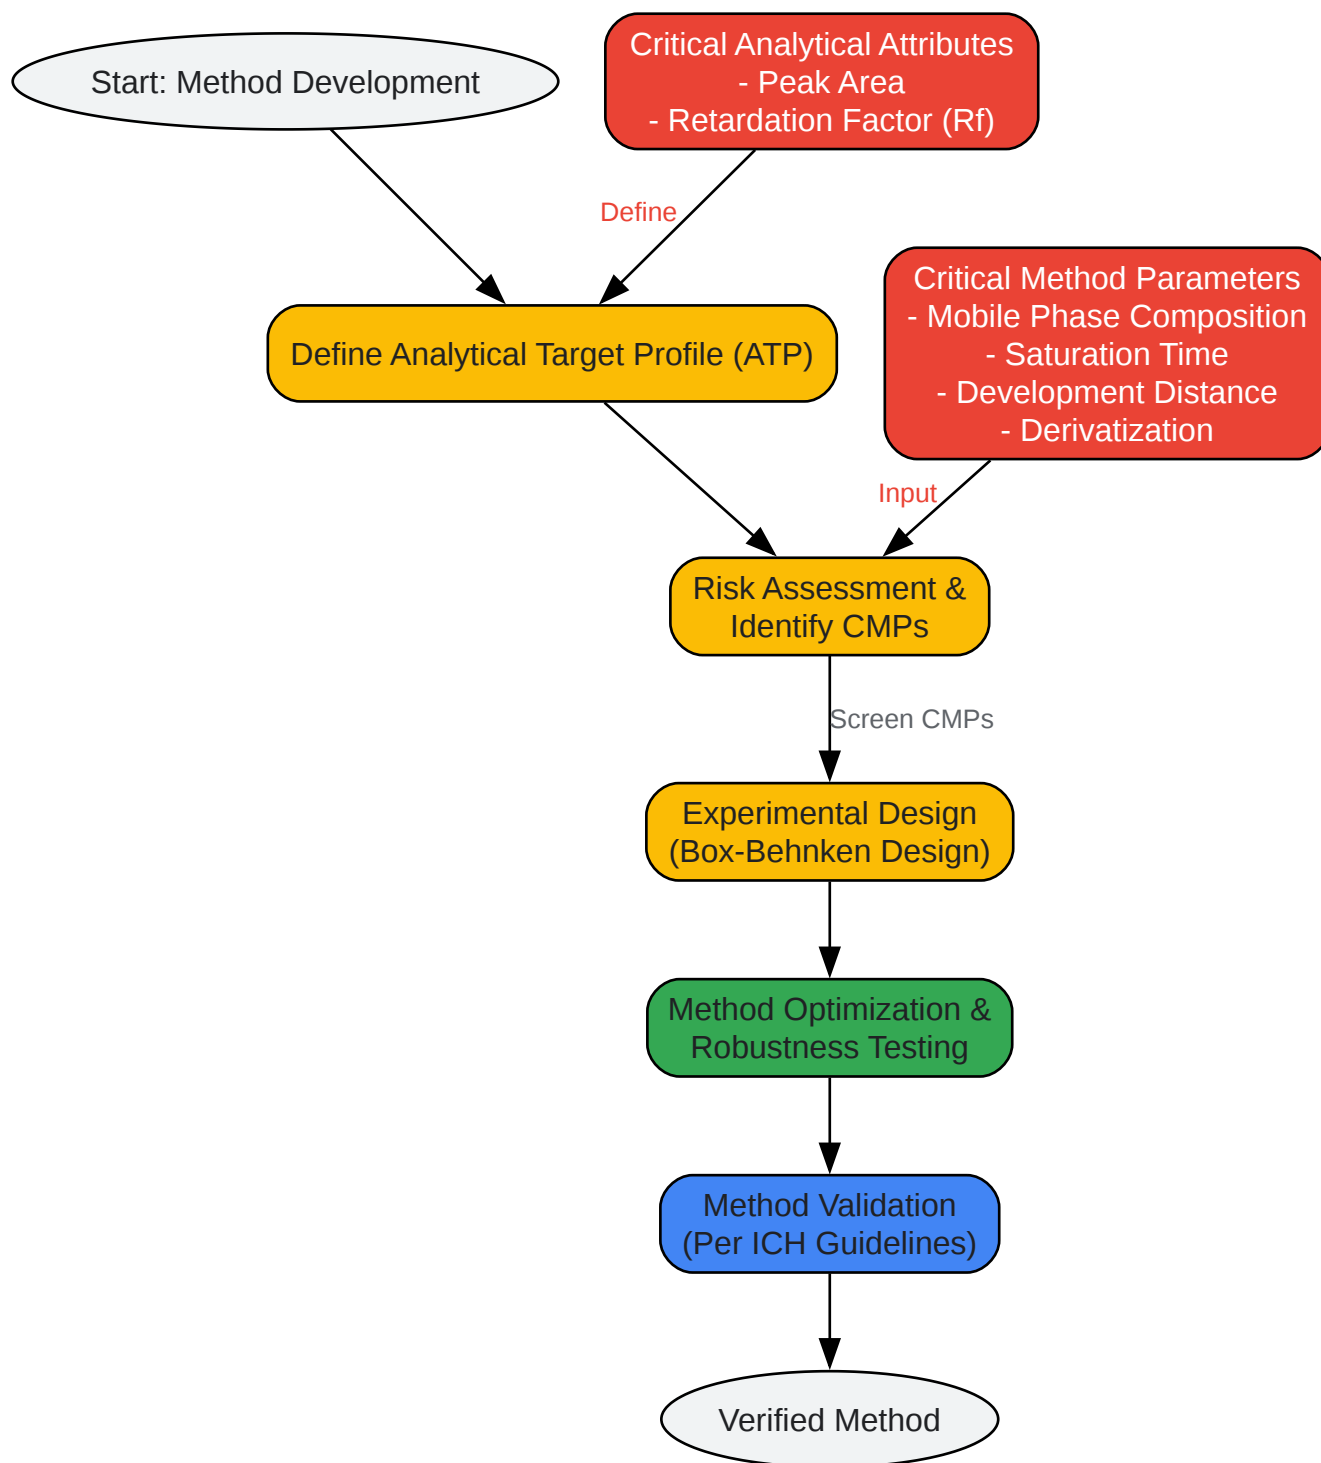 Start: Method Development
Critical Analytical Attributes
- Peak Area
- Retardation Factor (Rf)
Define
Define Analytical Target Profile (ATP)
Critical Method Parameters
- Mobile Phase Composition
- Saturation Time
- Development Distance
- Derivatization
Input
Risk Assessment &
Identify CMPs
Screen CMPs
Experimental Design
(Box-Behnken Design)
Method Optimization &
Robustness Testing
Method Validation
(Per ICH Guidelines)
Verified Method